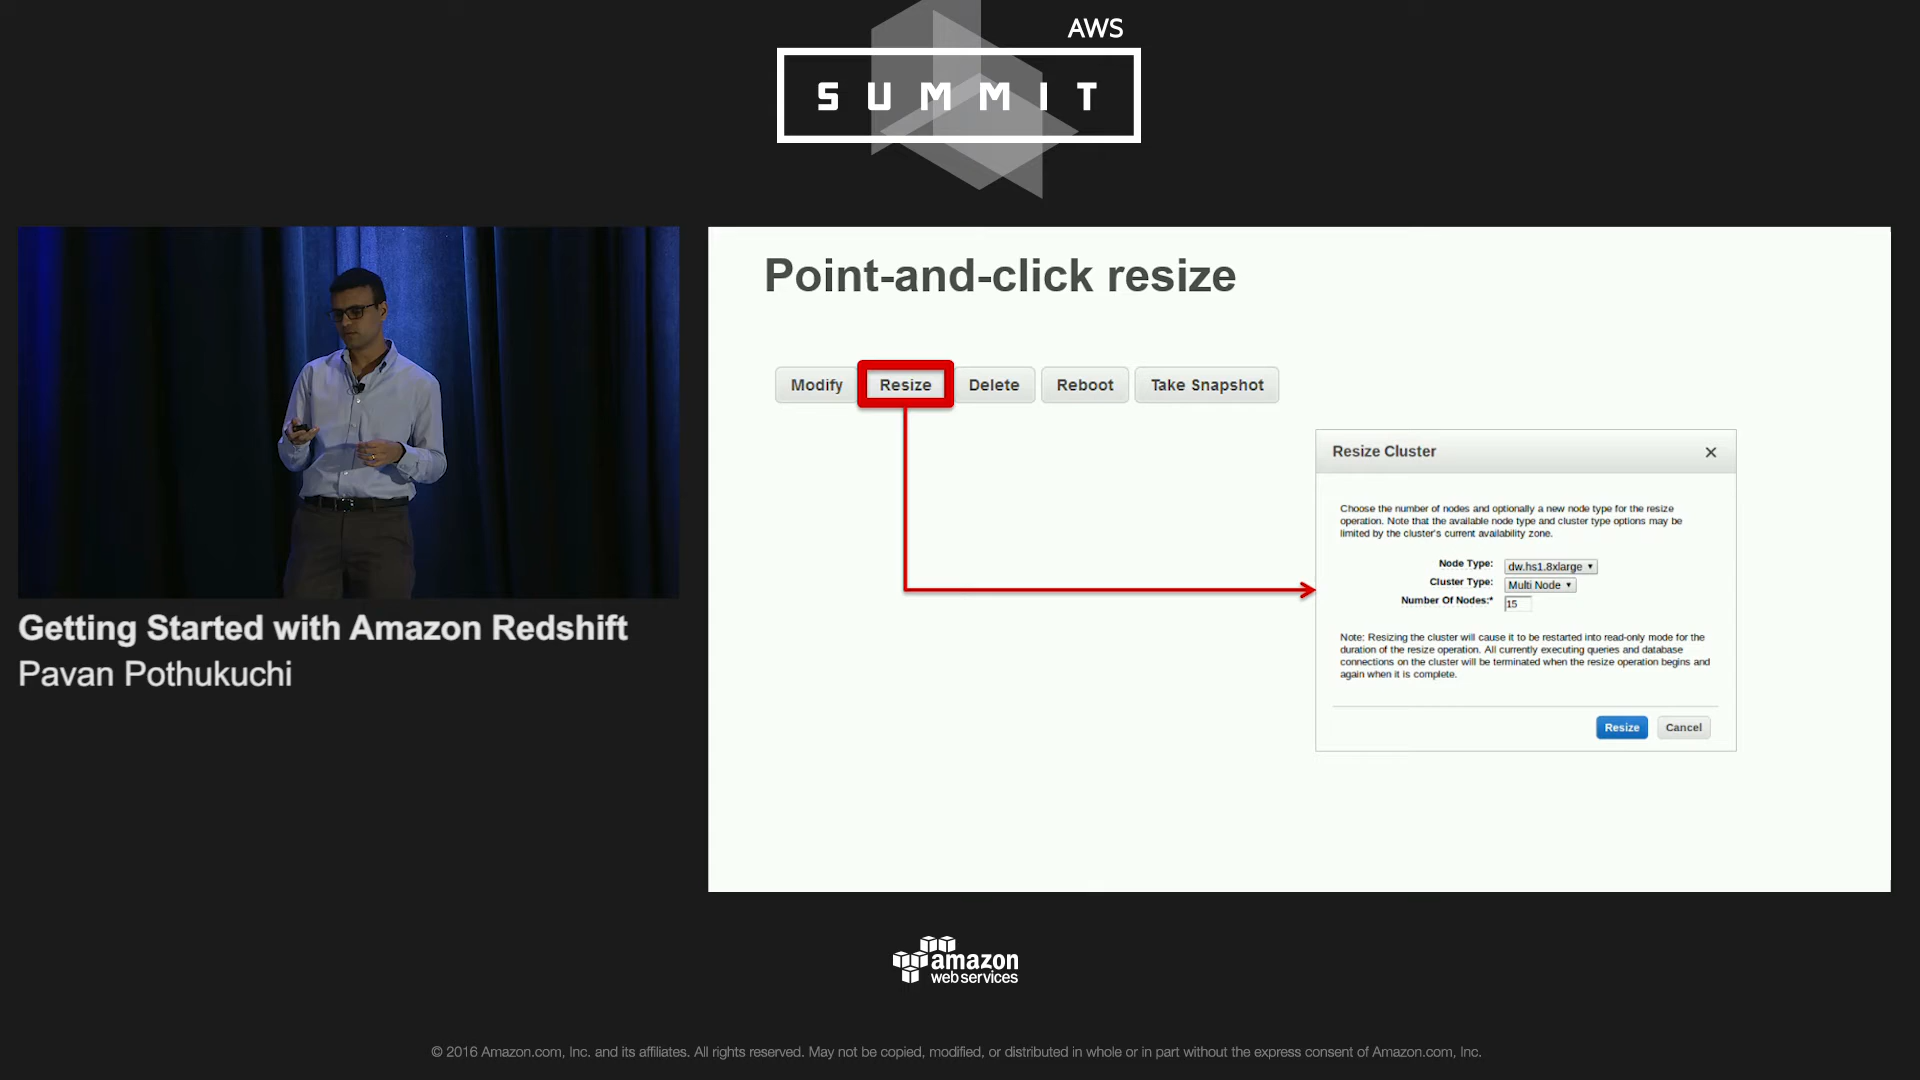 AWS
SUMMIT
Getting Started with Amazon Redshift
Pavan Pothukuchi
Point-and-click resize
Modify Resize Delete Reboot Take Snapshot
Resize Cluster ×
Choose the number of nodes and optionally a new node type for the resize
operation. Note that the available node type and cluster type options may be
limited by the cluster's current availability zone.
Node Type: dw.hs1.8xlarge
Cluster Type: Multi Node
Number Of Nodes:* 15
Note: Resizing the cluster will cause it to be restarted into read-only mode for the
duration of the resize operation. All currently executing queries and database
connections on the cluster will be terminated when the resize operation begins and
again when it is complete.
Resize Cancel
amazon
webservices
© 2016 Amazon.com, Inc. and its affiliates. All rights reserved. May not be copied, modified, or distributed in whole or in part without the express consent of Amazon.com, Inc.